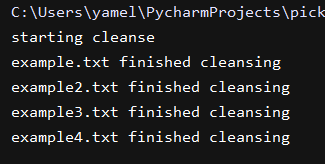 C:\Users\yamel\PycharmProjects\pick
starting cleanse
example.txt finished cleansing
example2.txt finished cleansing
example3.txt finished cleansing
example4.txt finished cleansing